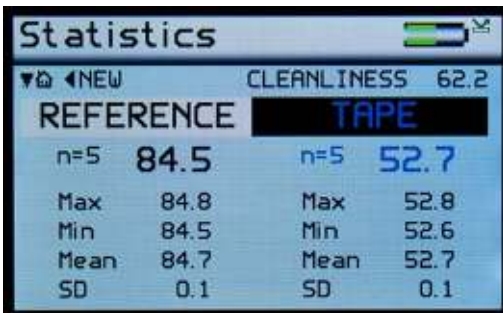 Statistics
NEW CLEANLINESS 62.2
REFERENCE TAPE
n=5 84.5 n=5 52.7
Max 84.8 Max 52.8
Min 84.5 Min 52.6
Mean 84.7 Mean 52.7
SD 0.1 SD 0.1